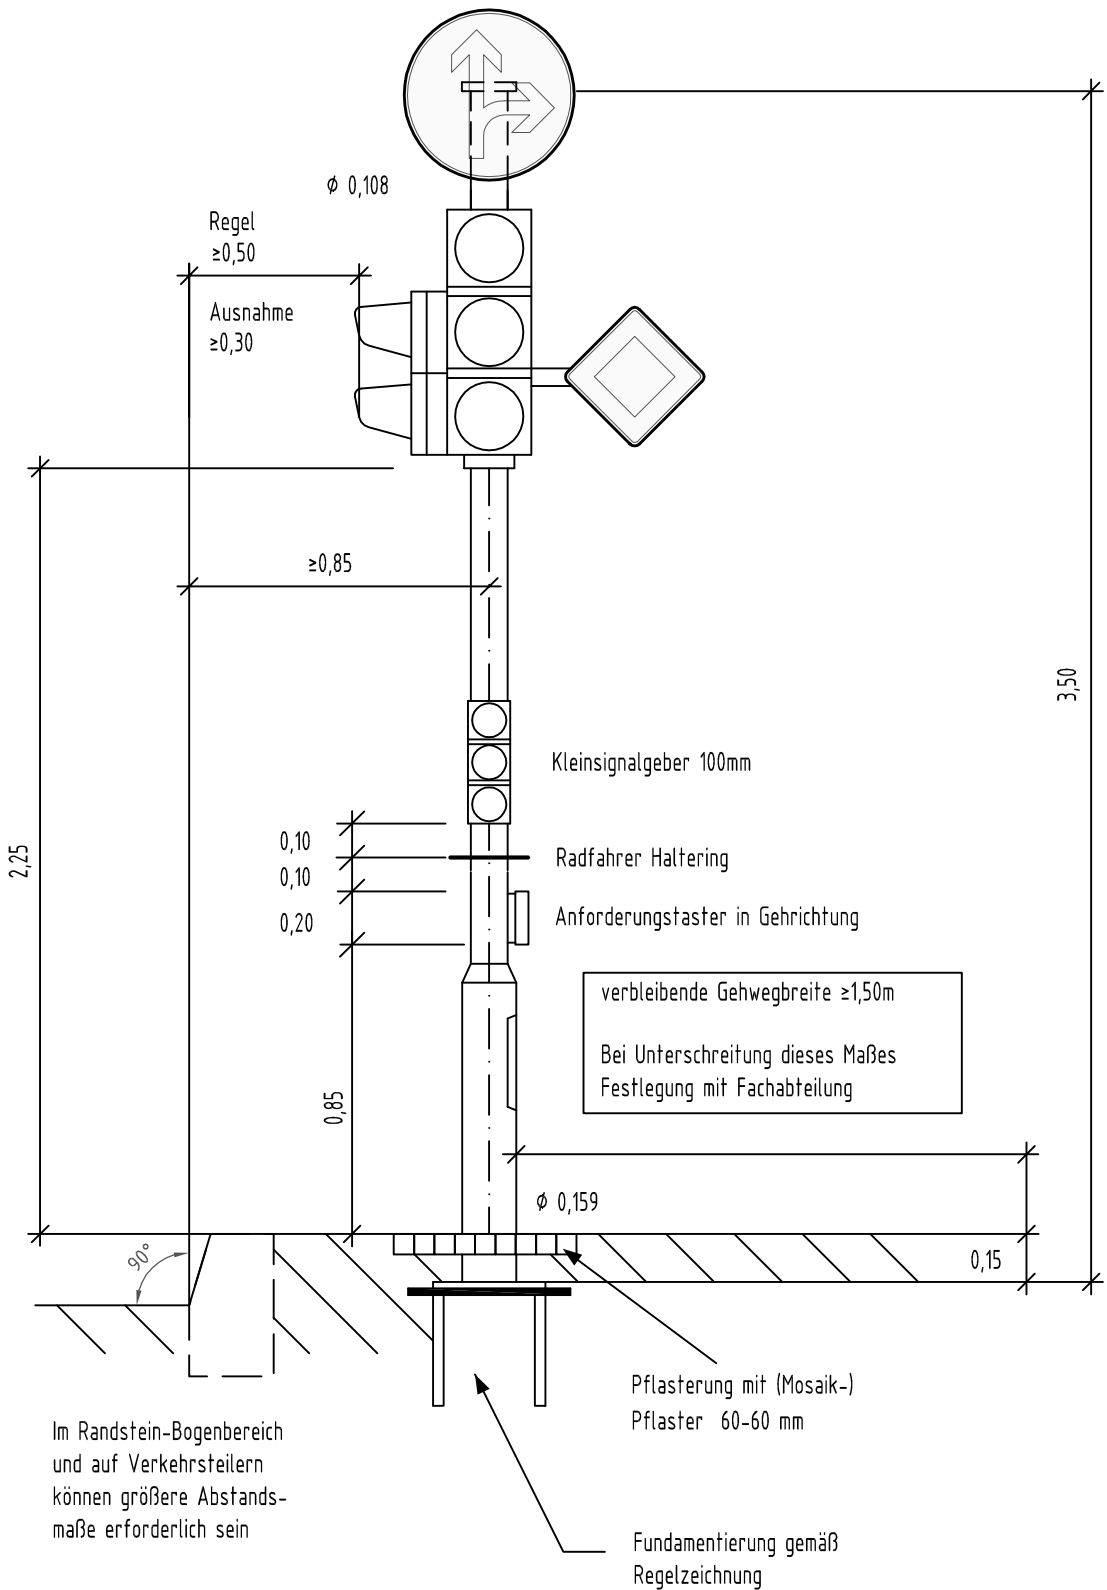 Ø 0,108
Regel
≥0,50
Ausnahme
≥0,30
≥0,85
3,50
Kleinsignalgeber 100mm
2,25
0,10
Radfahrer Haltering
0,10
0,20
Anforderungstaster in Gehrichtung
verbleibende Gehwegbreite ≥1,50m
Bei Unterschreitung dieses Maßes
Festlegung mit Fachabteilung
0,85
Ø 0,159
90°
0,15
Pflasterung mit (Mosaik-)
Pflaster 60-60 mm
Im Randstein-Bogenbereich
und auf Verkehrsteilern
können größere Abstands-
maße erforderlich sein
Fundamentierung gemäß
Regelzeichnung